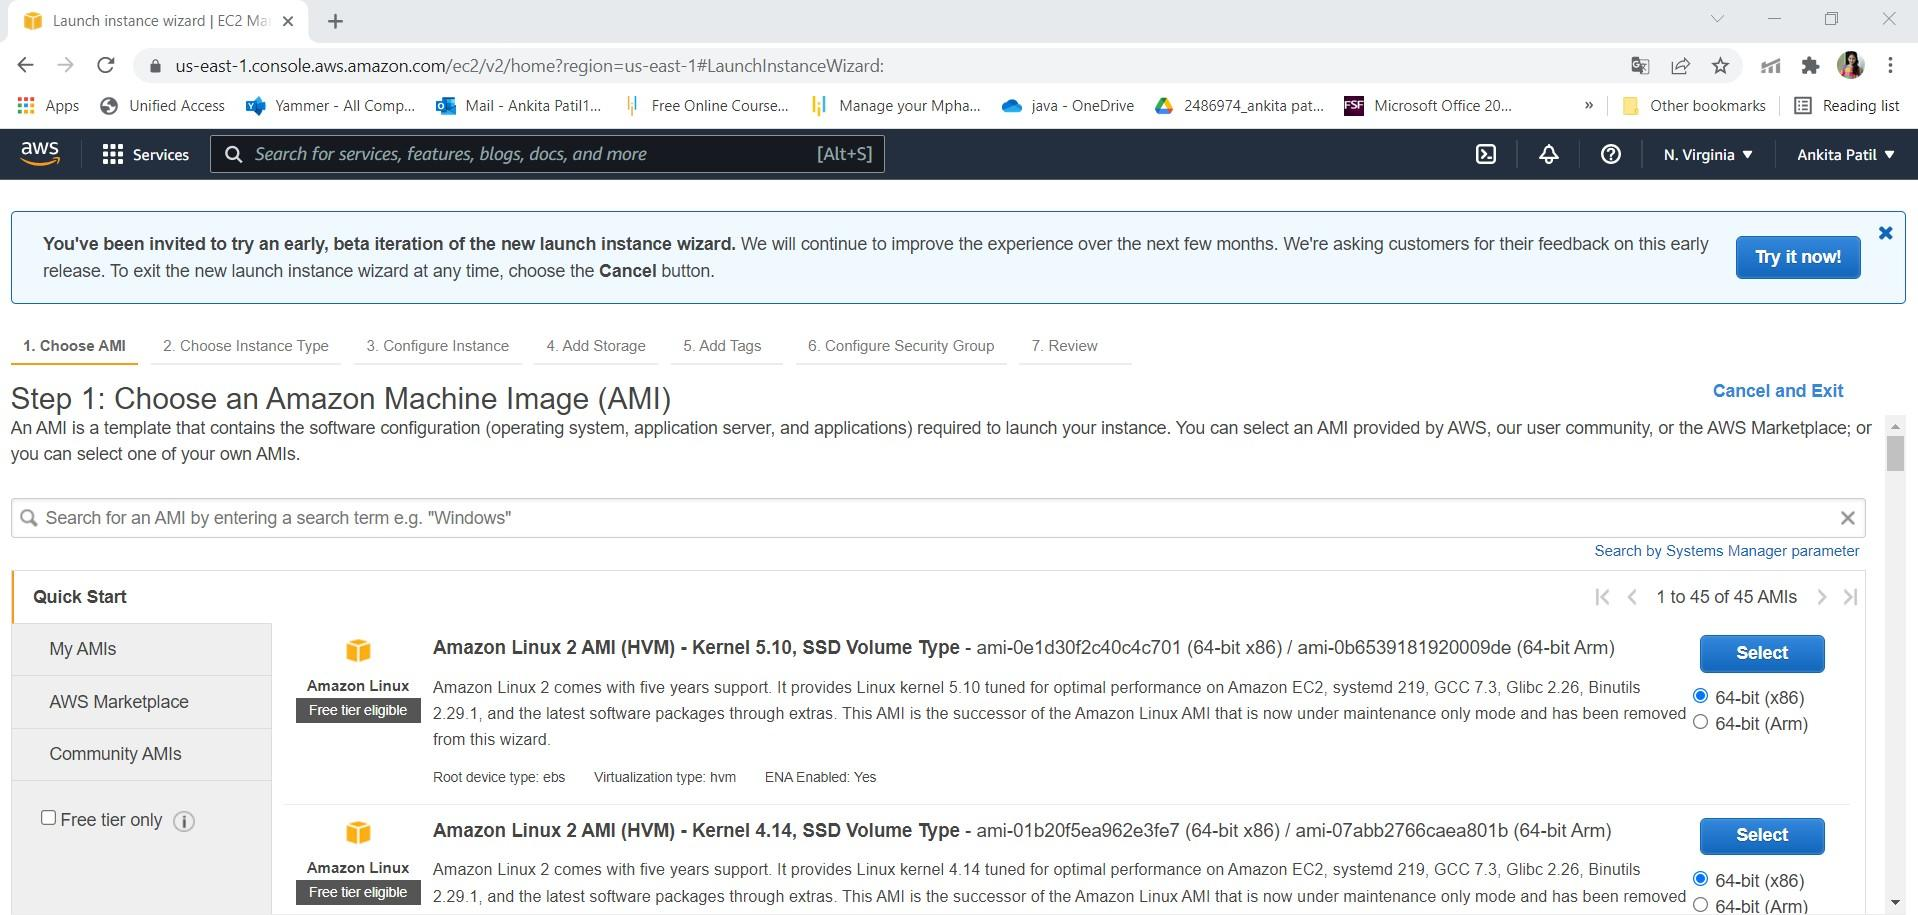 Launch instance wizard | EC2 Ma
us-east-1.console.aws.amazon.com/ec2/v2/home?region=us-east-1#LaunchInstanceWizard:
Apps Unified Access Yammer - All Comp... Mail - Ankita Patil1... Free Online Course... Manage your Mpha... java - OneDrive 2486974_ankita pat... FSF Microsoft Office 20... » Other bookmarks Reading list
aws Services Search for services, features, blogs, docs, and more [Alt+S] N. Virginia Ankita Patil
You've been invited to try an early, beta iteration of the new launch instance wizard. We will continue to improve the experience over the next few months. We're asking customers for their feedback on this early
release. To exit the new launch instance wizard at any time, choose the Cancel button.
Try it now!
1. Choose AMI 2. Choose Instance Type 3. Configure Instance 4. Add Storage 5. Add Tags 6. Configure Security Group 7. Review
Step 1: Choose an Amazon Machine Image (AMI)
Cancel and Exit
An AMI is a template that contains the software configuration (operating system, application server, and applications) required to launch your instance. You can select an AMI provided by AWS, our user community, or the AWS Marketplace; or
you can select one of your own AMIs.
Search for an AMI by entering a search term e.g. "Windows"
Search by Systems Manager parameter
Quick Start
1 to 45 of 45 AMIs
My AMIs
AWS Marketplace
Community AMIs
Free tier only
Amazon Linux
Free tier eligible
Amazon Linux 2 AMI (HVM) - Kernel 5.10, SSD Volume Type - ami-0e1d30f2c40c4c701 (64-bit x86) / ami-0b6539181920009de (64-bit Arm)
Amazon Linux 2 comes with five years support. It provides Linux kernel 5.10 tuned for optimal performance on Amazon EC2, systemd 219, GCC 7.3, Glibc 2.26, Binutils
2.29.1, and the latest software packages through extras. This AMI is the successor of the Amazon Linux AMI that is now under maintenance only mode and has been removed
from this wizard.
Root device type: ebs Virtualization type: hvm ENA Enabled: Yes
Select
64-bit (x86)
64-bit (Arm)
Amazon Linux
Free tier eligible
Amazon Linux 2 AMI (HVM) - Kernel 4.14, SSD Volume Type - ami-01b20f5ea962e3fe7 (64-bit x86) / ami-07abb2766caea801b (64-bit Arm)
Amazon Linux 2 comes with five years support. It provides Linux kernel 4.14 tuned for optimal performance on Amazon EC2, systemd 219, GCC 7.3, Glibc 2.26, Binutils
2.29.1, and the latest software packages through extras. This AMI is the successor of the Amazon Linux AMI that is now under maintenance only mode and has been removed
Select
64-bit (x86)
64-bit (Arm)